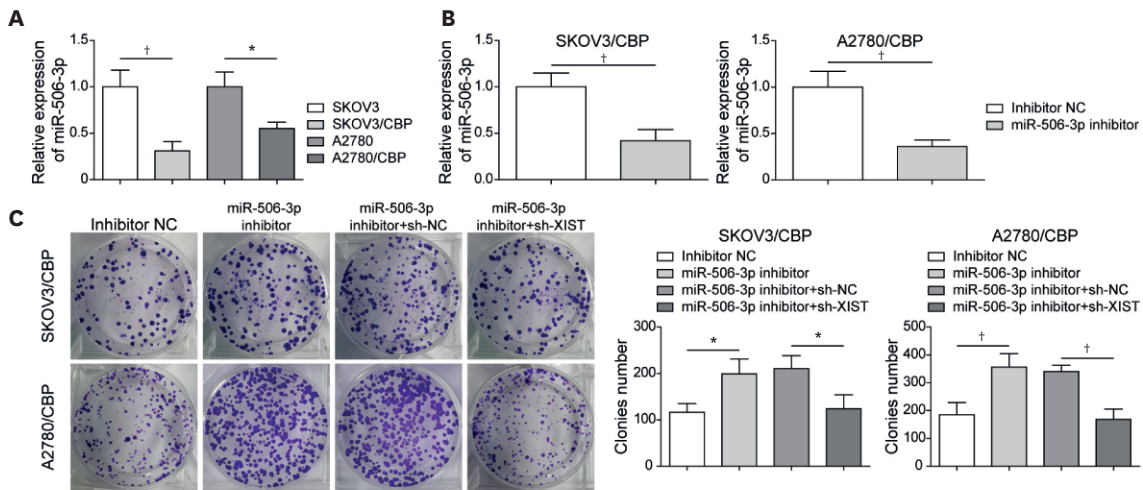 A
Relative expression
of miR-506-3p
1.5
1.0
0.5
0
†
*
SKOV3
SKOV3/CBP
A2780
A2780/CBP
B
SKOV3/CBP
Relative expression
of miR-506-3p
1.5
1.0
0.5
0.0
†
A2780/CBP
Relative expression
of miR-506-3p
1.5
1.0
0.5
0.0
†
Inhibitor NC
miR-506-3p inhibitor
C
Inhibitor NC
miR-506-3p
inhibitor
miR-506-3p
inhibitor+sh-NC
miR-506-3p
inhibitor+sh-XIST
SKOV3/CBP
A2780/CBP
SKOV3/CBP
Inhibitor NC
miR-506-3p inhibitor
miR-506-3p inhibitor+sh-NC
miR-506-3p inhibitor+sh-XIST
Clonies number
300
200
100
0
*
*
A2780/CBP
Inhibitor NC
miR-506-3p inhibitor
miR-506-3p inhibitor+sh-NC
miR-506-3p inhibitor+sh-XIST
Clonies number
500
400
300
200
100
0
†
†